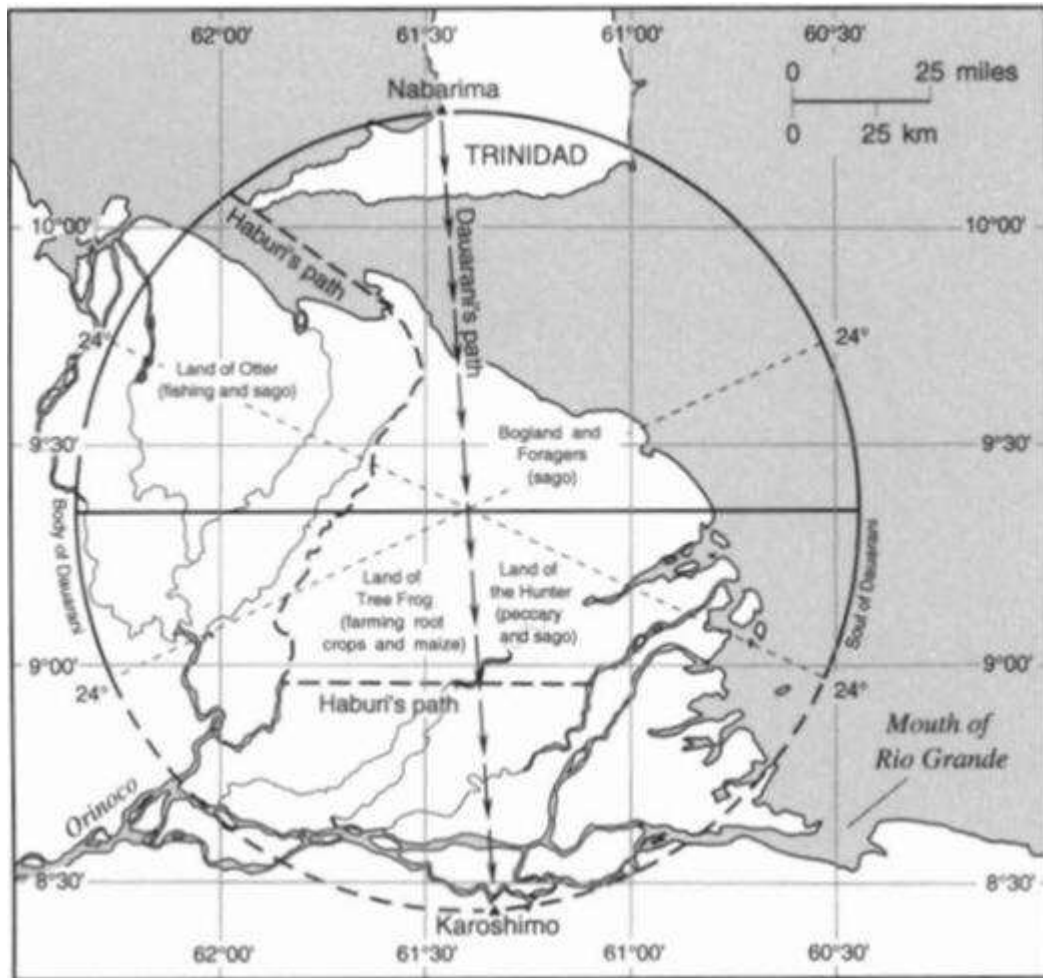 62°00'
61°30'
61°00'
60°30'
0 25 miles
0 25 km
Nabarima
TRINIDAD
10°00'
10°00'
Haburi's path
Dauarani's path
24°
24°
Land of Otter
(fishing and sago)
9°30'
9°30'
Bogland and
Foragers
(sago)
Body of Dauarani
Soul of Dauarani
Land of
Tree Frog
(farming root
crops and maize)
Land of
the Hunter
(peccary
and sago)
9°00'
9°00'
24°
24°
Haburi's path
Mouth of
Rio Grande
Orinoco
8°30'
8°30'
Karoshimo
62°00'
61°30'
61°00'
60°30'